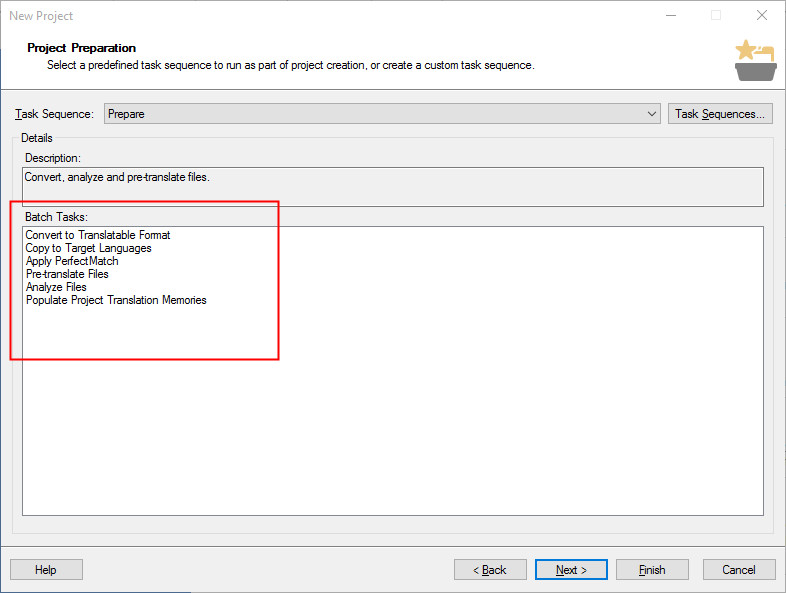 New Project
Project Preparation
Select a predefined task sequence to run as part of project creation, or create a custom task sequence.
Task Sequence: Prepare Task Sequences...
Details
Description:
Convert, analyze and pre-translate files.
Batch Tasks:
Convert to Translatable Format
Copy to Target Languages
Apply PerfectMatch
Pre-translate Files
Analyze Files
Populate Project Translation Memories
Help < Back Next > Finish Cancel